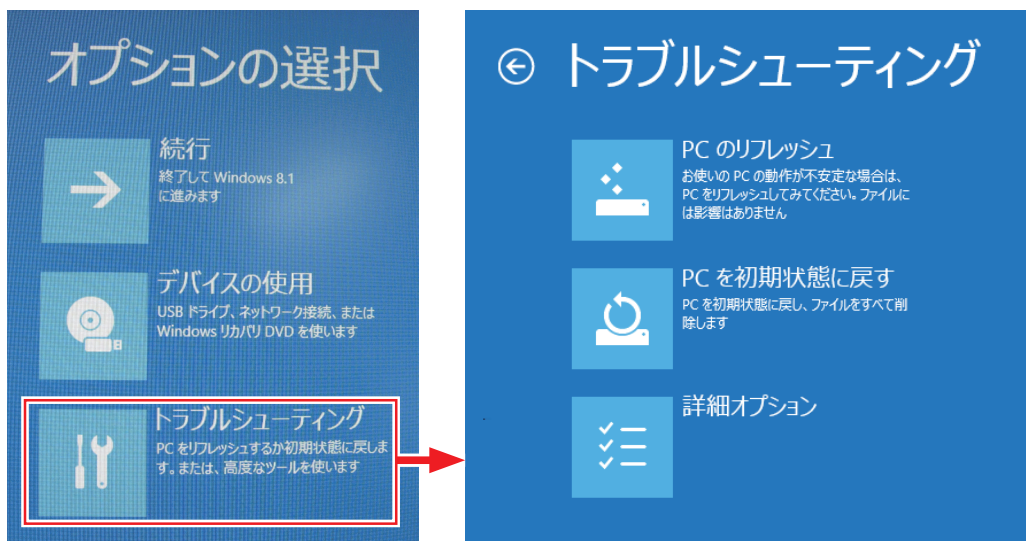 オプションの選択
続行
終了して Windows 8.1
に進みます
デバイスの使用
USB ドライブ、ネットワーク接続、または
Windows リカバリ DVD を使います
トラブルシューティング
PC をリフレッシュするか初期状態に戻しま
す。または、高度なツールを使います
トラブルシューティング
PC のリフレッシュ
お使いの PC の動作が不安定な場合は、
PC をリフレッシュしてみてください。ファイルに
は影響はありません
PC を初期状態に戻す
PC を初期状態に戻し、ファイルをすべて削
除します
詳細オプション